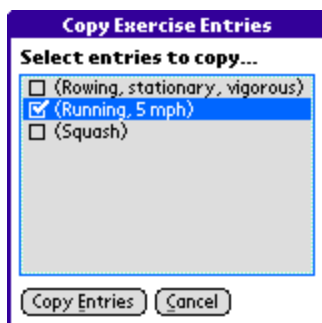 Copy Exercise Entries
Select entries to copy...
(Rowing, stationary, vigorous)
(Running, 5 mph)
(Squash)
Copy Entries Cancel